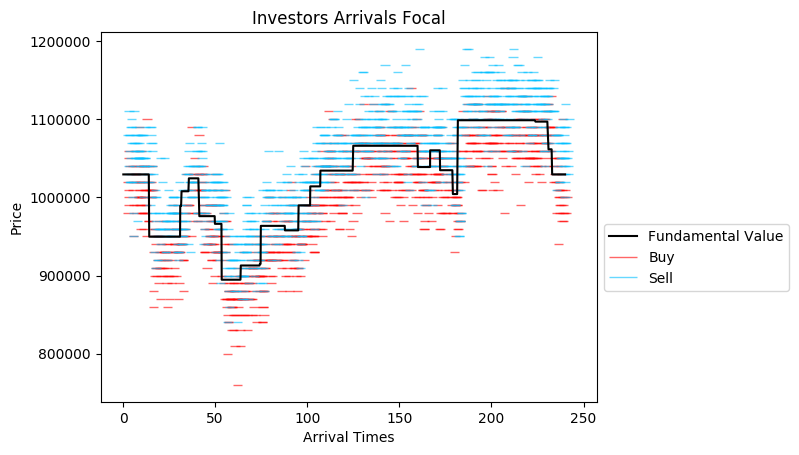 Investors Arrivals Focal
1200000
1100000
1000000
900000
800000
Price
0 50 100 150 200 250
Arrival Times
Fundamental Value
Buy
Sell